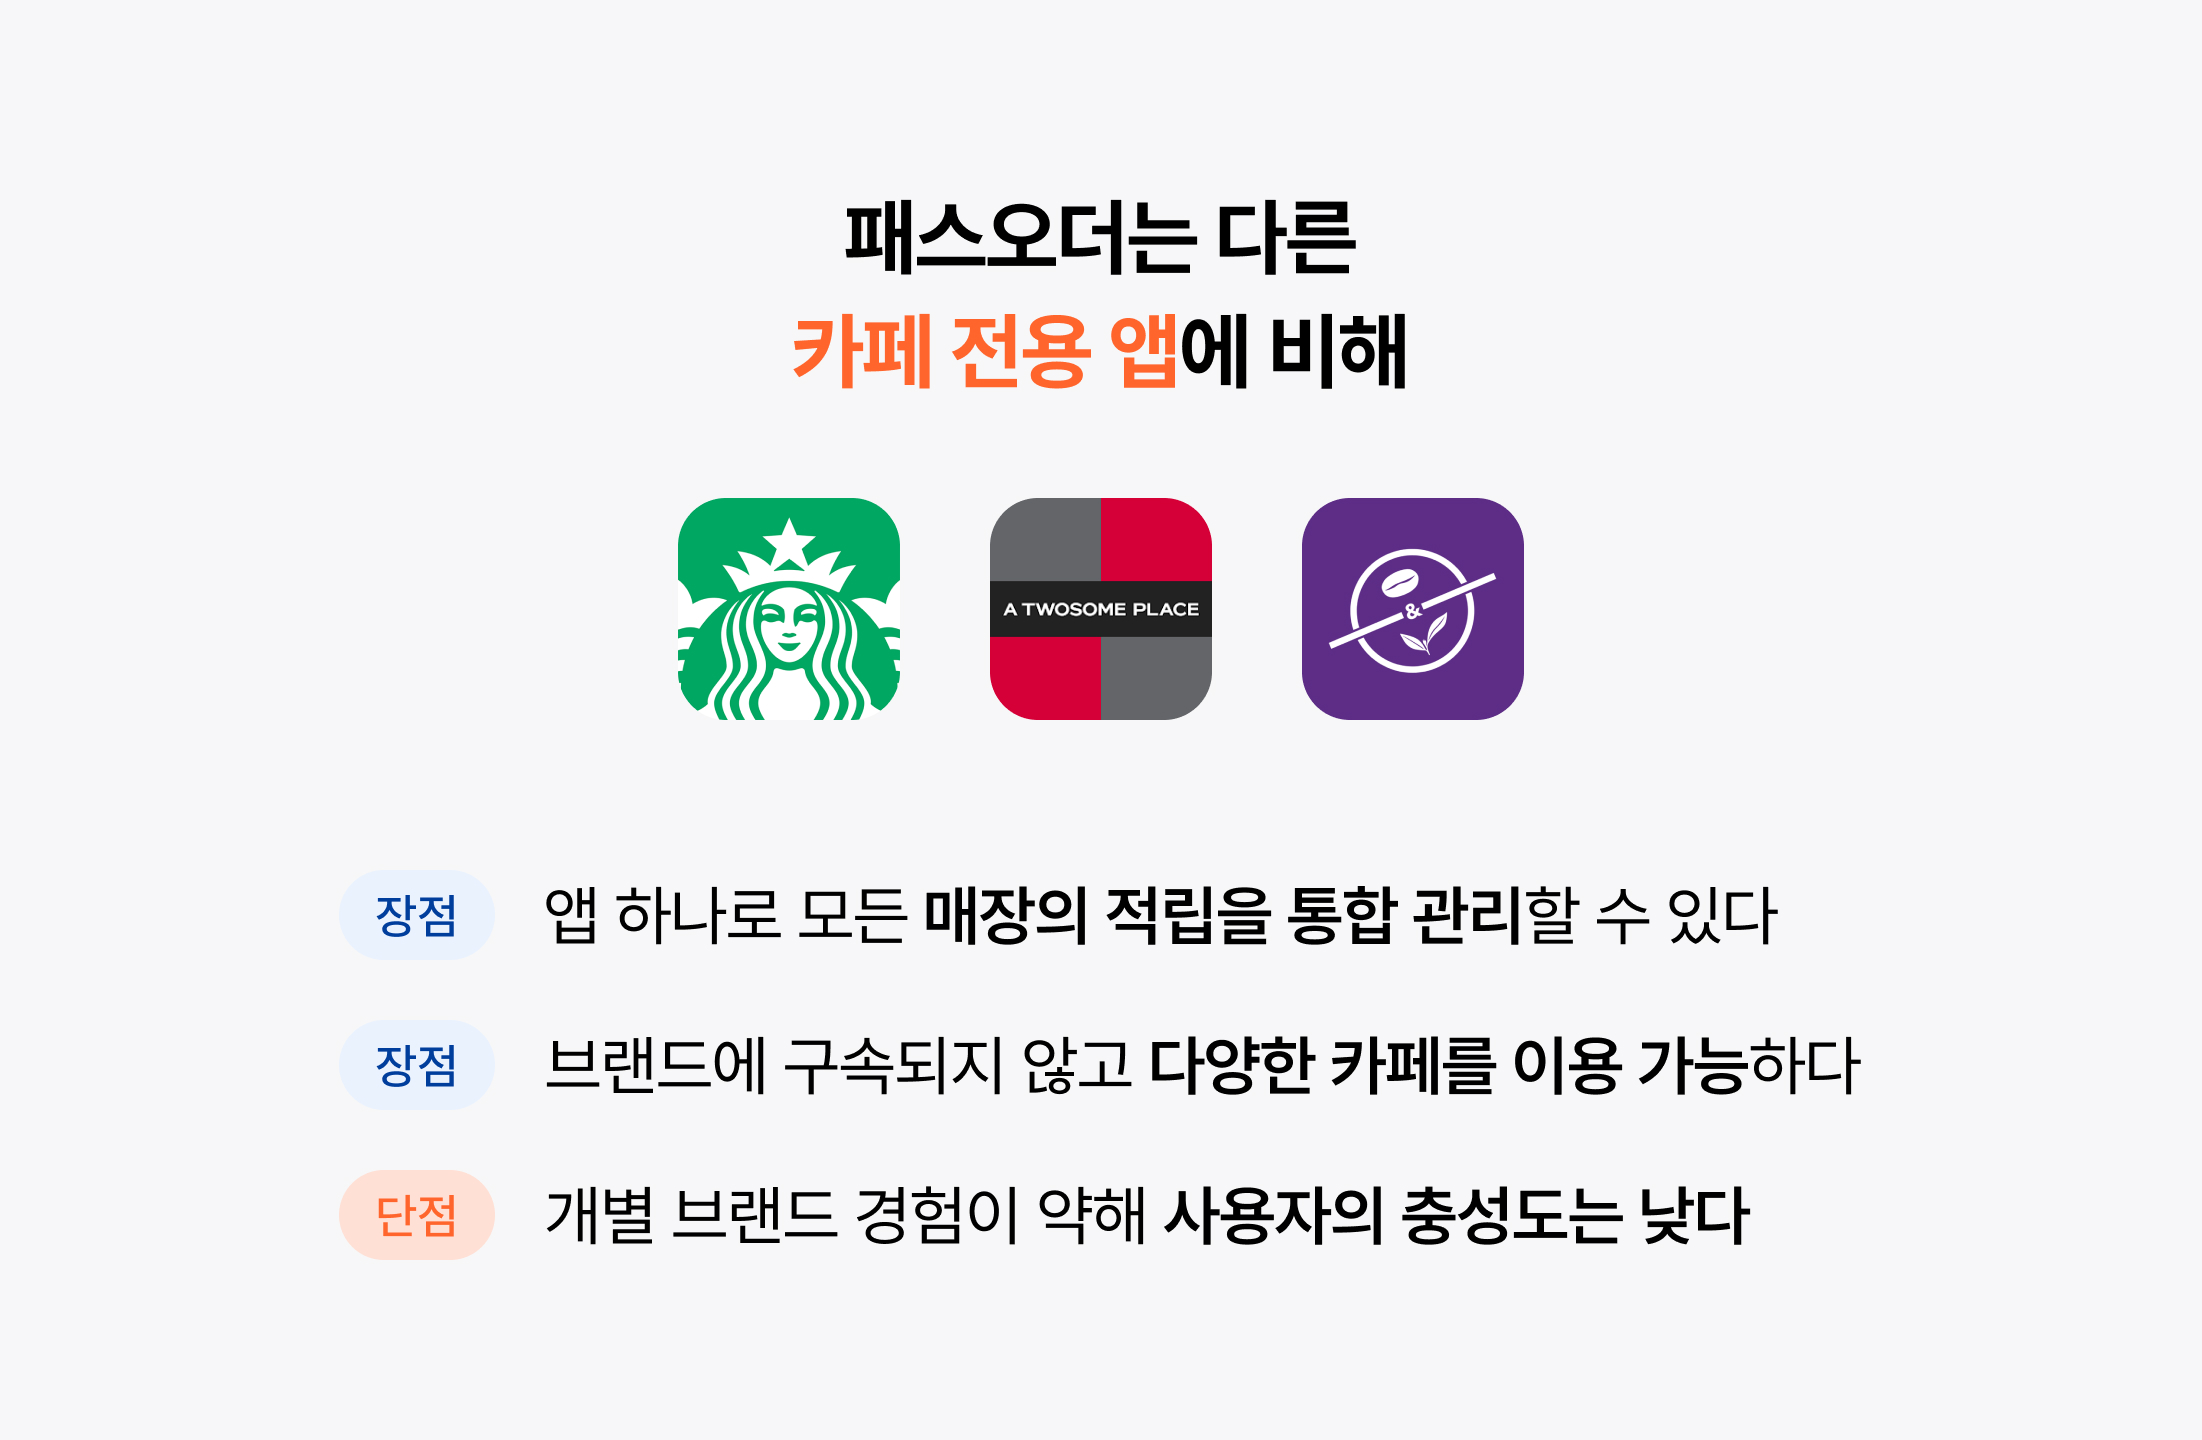 패스오더는 다른
카페 전용 앱에 비해
A TWOSOME PLACE
&
장점 앱 하나로 모든 매장의 적립을 통합 관리할 수 있다
장점 브랜드에 구속되지 않고 다양한 카페를 이용 가능하다
단점 개별 브랜드 경험이 약해 사용자의 충성도는 낮다